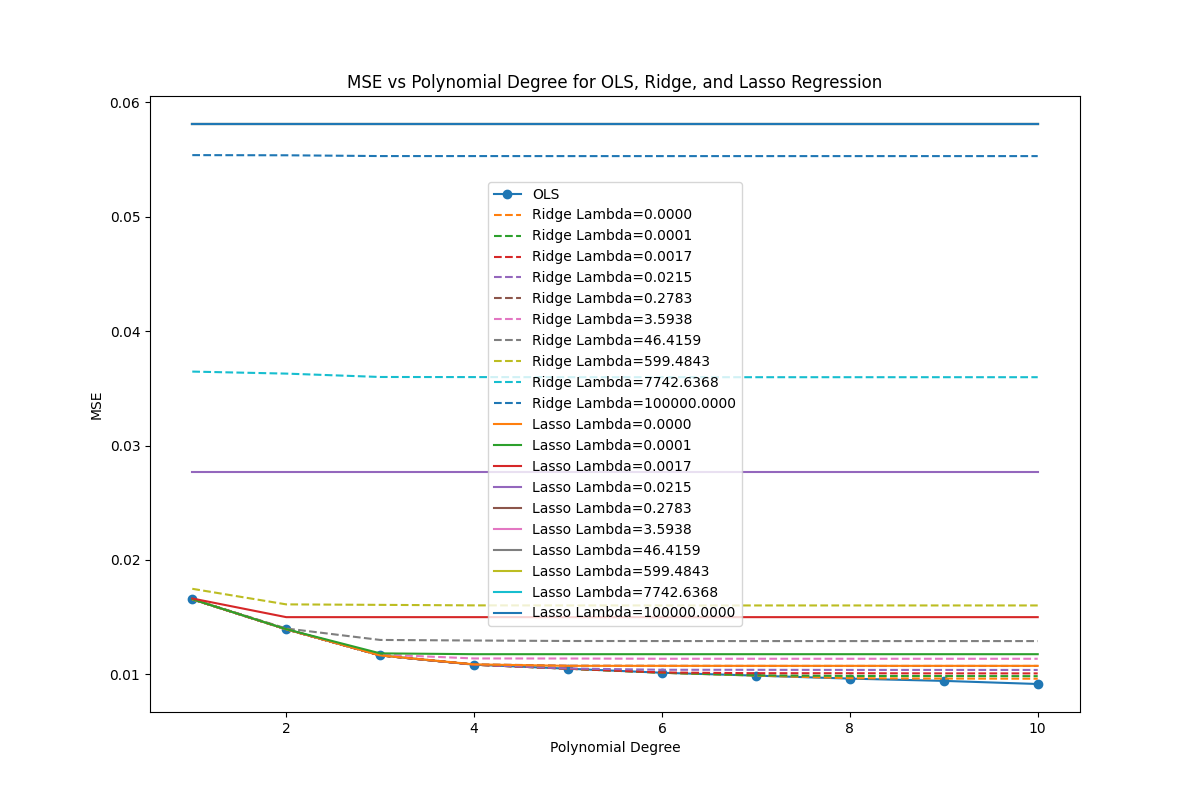 MSE vs Polynomial Degree for OLS, Ridge, and Lasso Regression
0.06
0.05
0.04
0.03
0.02
0.01
MSE
OLS
Ridge Lambda=0.0000
Ridge Lambda=0.0001
Ridge Lambda=0.0017
Ridge Lambda=0.0215
Ridge Lambda=0.2783
Ridge Lambda=3.5938
Ridge Lambda=46.4159
Ridge Lambda=599.4843
Ridge Lambda=7742.6368
Ridge Lambda=100000.0000
Lasso Lambda=0.0000
Lasso Lambda=0.0001
Lasso Lambda=0.0017
Lasso Lambda=0.0215
Lasso Lambda=0.2783
Lasso Lambda=3.5938
Lasso Lambda=46.4159
Lasso Lambda=599.4843
Lasso Lambda=7742.6368
Lasso Lambda=100000.0000
2 4 6 8 10
Polynomial Degree